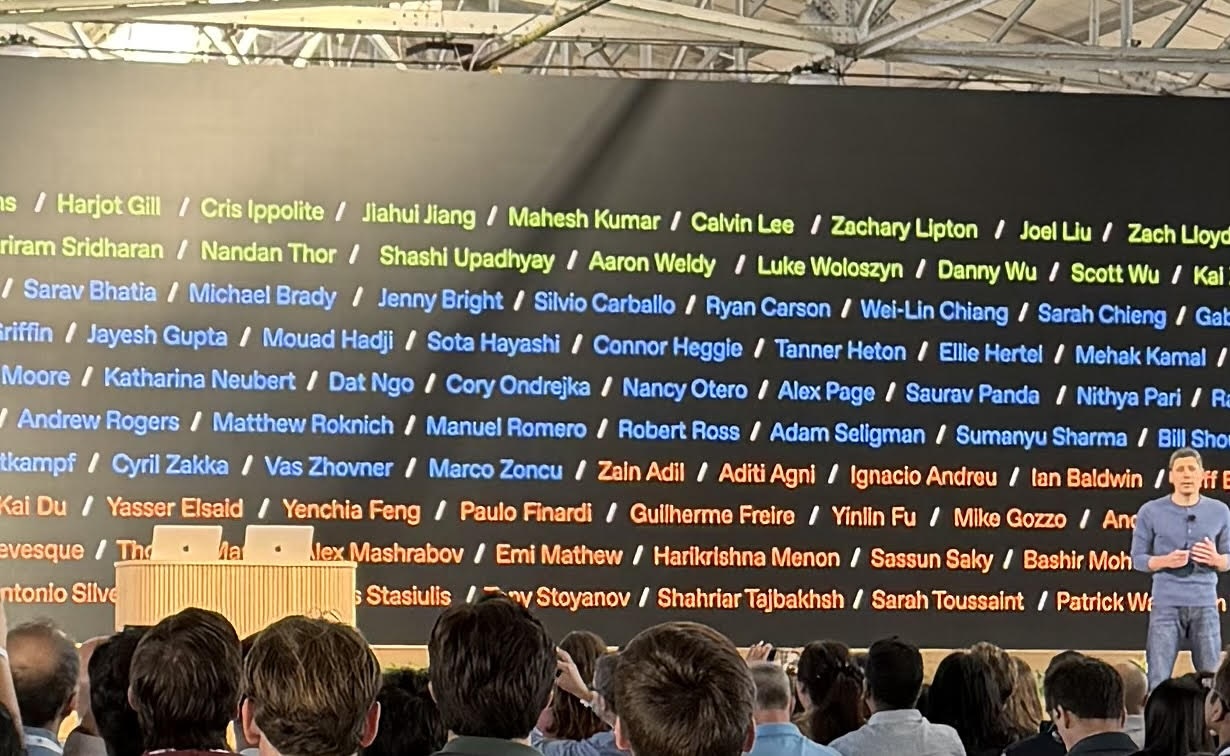 / Harjot Gill / Cris Ippolite / Jiahui Jiang / Mahesh Kumar / Calvin Lee / Zachary Lipton / Joel Liu / Zach Lloyd
Sridharan / Nandan Thor / Shashi Upadhyay / Aaron Weldy / Luke Woloszyn / Danny Wu / Scott Wu / Kai
/ Sarav Bhatia / Michael Brady / Jenny Bright / Silvio Carballo / Ryan Carson / Wei-Lin Chiang / Sarah Chieng /
/ Jayesh Gupta / Mouad Hadji / Sota Hayashi / Connor Heggie / Tanner Heton / Ellie Hertel / Mehak Kamal /
Moore / Katharina Neubert / Dat Ngo / Cory Ondrejka / Nancy Otero / Alex Page / Saurav Panda / Nithya Pari /
/ Andrew Rogers / Matthew Roknich / Manuel Romero / Robert Ross / Adam Seligman / Sumanyu Sharma / Bill
/ Cyril Zakka / Vas Zhovner / Marco Zoncu / Zain Adil / Aditi Agni / Ignacio Andreu / Ian Baldwin /
Kai Du / Yasser Elsaid / Yenchia Feng / Paulo Finardi / Guilherme Freire / Yinlin Fu / Mike Gozzo /
/ Mashrabov / Emi Mathew / Harikrishna Menon / Sassun Saky / Bashir
Stasiulis / Stoyanov / Shahriar Tajbakhsh / Sarah Toussaint / Patrick